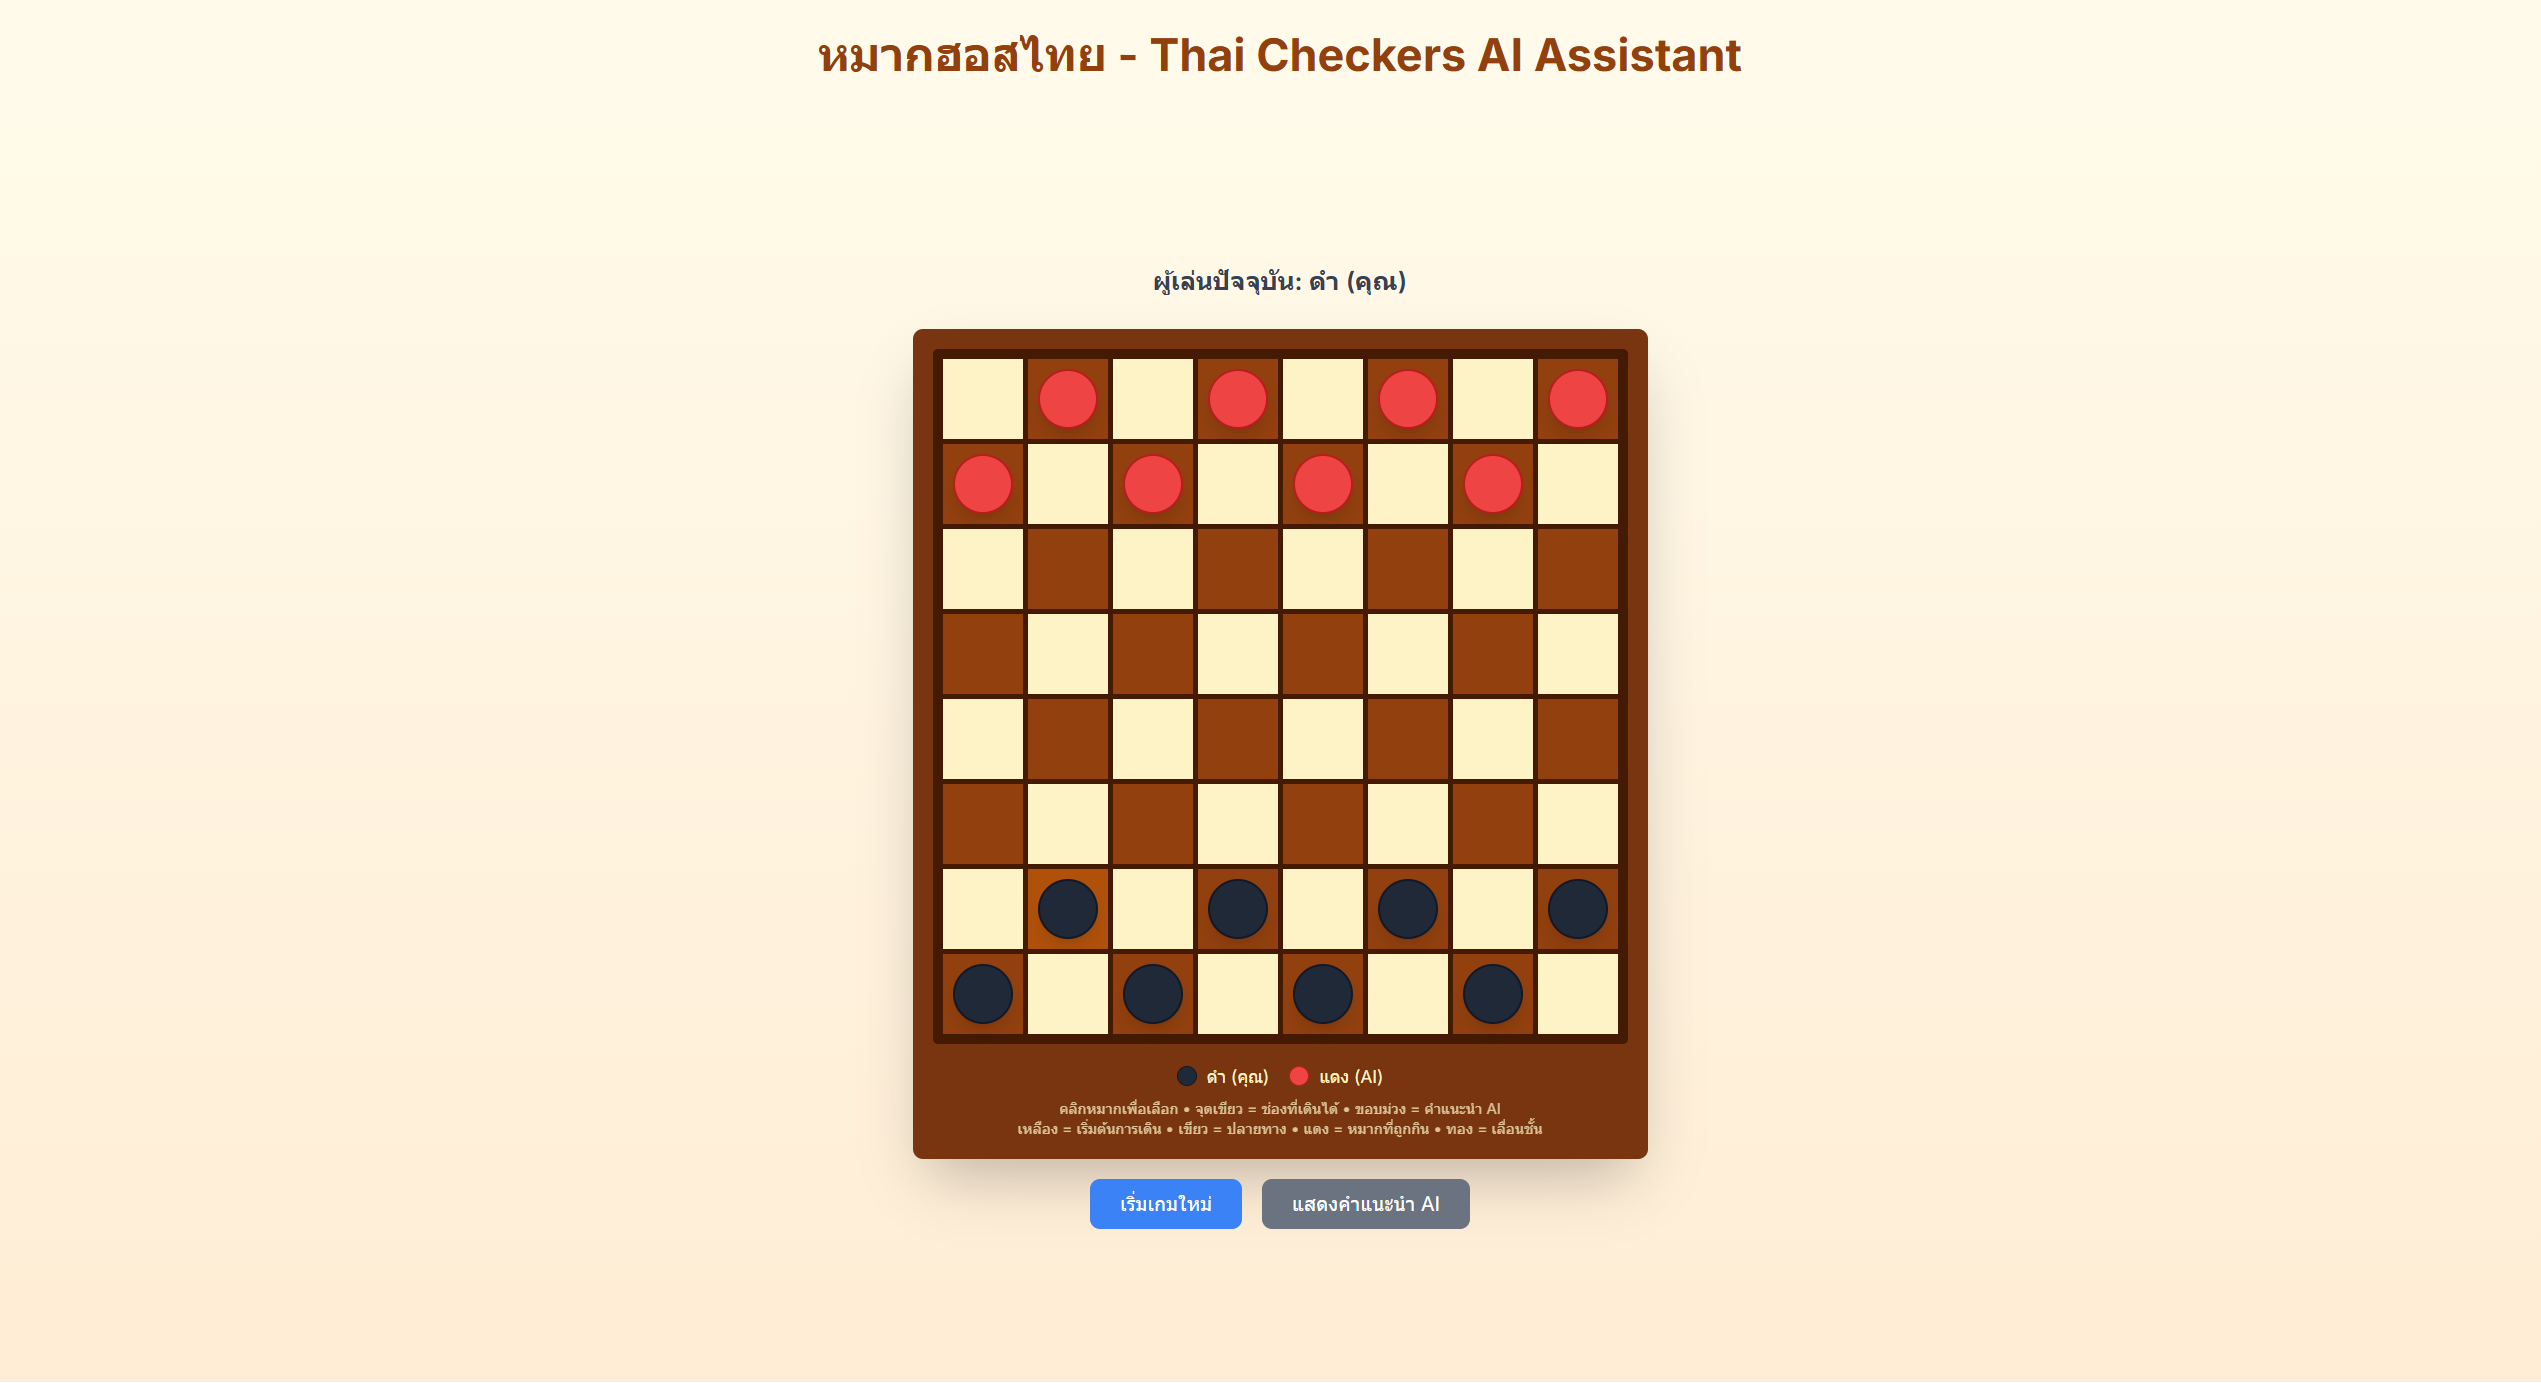 หมากฮอสไทย - Thai Checkers AI Assistant
ผู้เล่นปัจจุบัน: ดำ (คุณ)
ดำ (คุณ) แดง (AI)
คลิกหมากเพื่อเลือก • จุดเขียว = ช่องที่เดินได้ • ขอบม่วง = คำแนะนำ AI
เหลือง = เริ่มต้นการเดิน • เขียว = ปลายทาง • แดง = หมากที่ถูกกิน • ทอง = เลื่อนชั้น
เริ่มเกมใหม่ แสดงคำแนะนำ AI